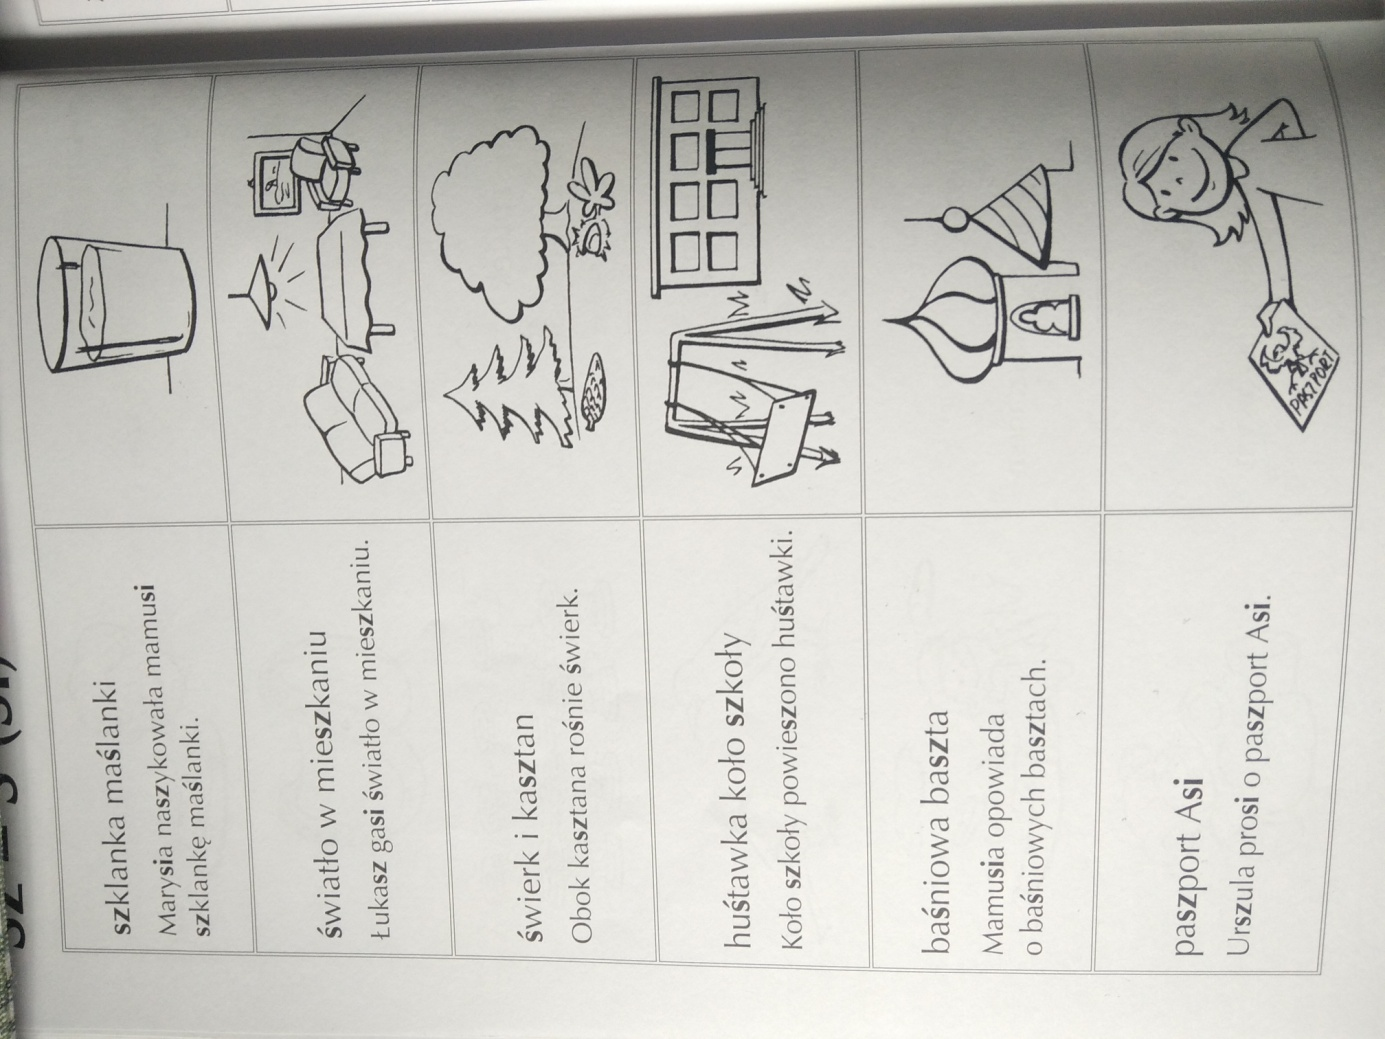 szklanka maślanki
Marysia naszykowała mamusi
szklankę maślanki.
światło w mieszkaniu
Łukasz gasi światło w mieszkaniu.
świerk i kasztan
Obok kasztana rośnie świerk.
huśtawka koło szkoły
Koło szkoły powieszono huśtawki.
baśniowa baszta
Mamusia opowiada
o baśniowych basztach.
paszport Asi
Urszula prosi o paszport Asi.
PASZPORT